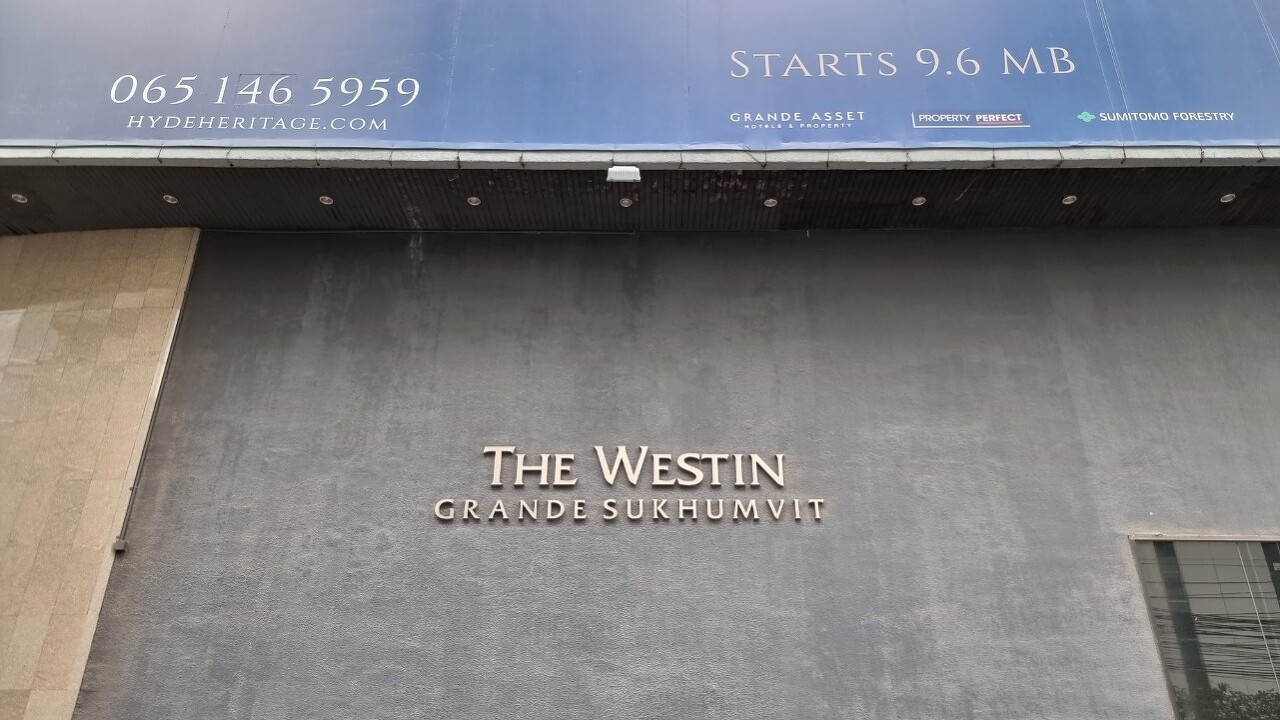 065 146 5959
HYDEHERITAGE.COM
STARTS 9.6 MB
GRANDE ASSET
HOTELS & PROPERTY
PROPERTY PERFECT
SUMITOMO FORESTRY
THE WESTIN
GRANDE SUKHUMVIT